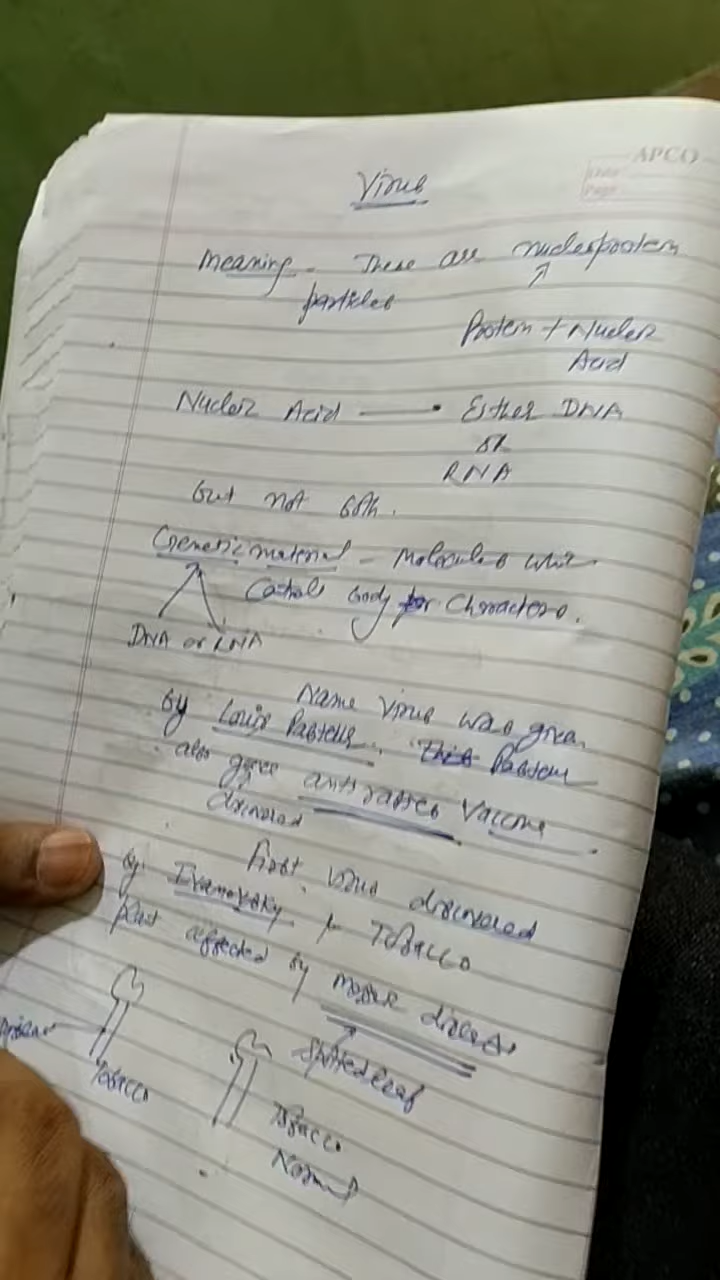 APCO
Date
Page
Virus
Meaning - These are nucleoprotein
particles
Protein + Nucleic
Acid
Nucleic Acid — Either DNA
or
RNA
but not both.
Genetic material - Molecules which
Controls body for Characters.
DNA or RNA
Name Virus was given
by Louis Pasteur. Pasteur
also gave anti rabies Vaccine
discovered
First virus discovered
by Ivanovsky Tobacco
plant affected by mosaic disease
Spotted leaf
Tobacco
Tobacco
Normal